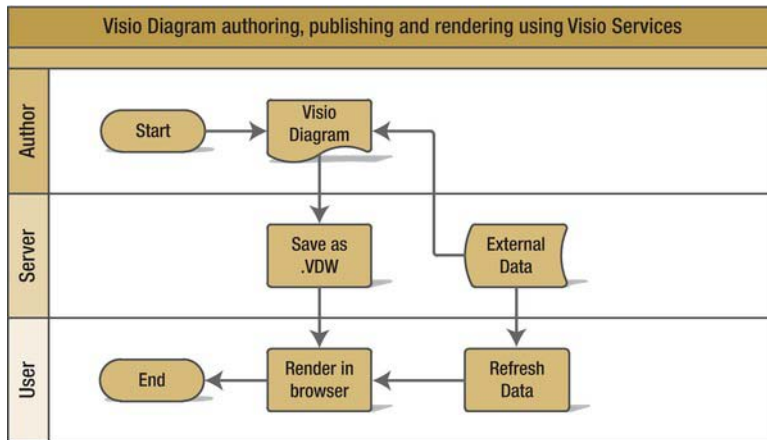 Visio Diagram authoring, publishing and rendering using Visio Services
Author
Start
Visio
Diagram
Server
Save as
.VDW
External
Data
User
End
Render in
browser
Refresh
Data